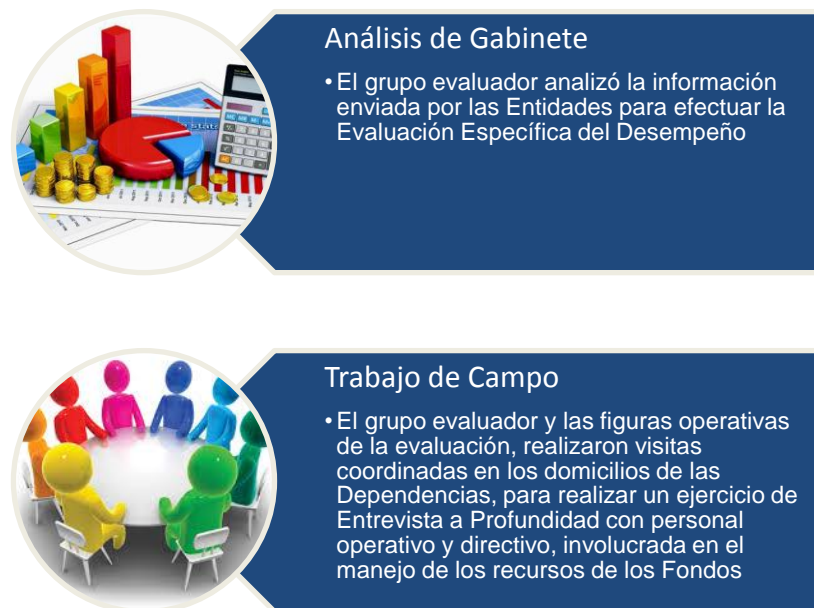 Análisis de Gabinete
• El grupo evaluador analizó la información
enviada por las Entidades para efectuar la
Evaluación Específica del Desempeño
Trabajo de Campo
• El grupo evaluador y las figuras operativas
de la evaluación, realizaron visitas
coordinadas en los domicilios de las
Dependencias, para realizar un ejercicio de
Entrevista a Profundidad con personal
operativo y directivo, involucrada en el
manejo de los recursos de los Fondos